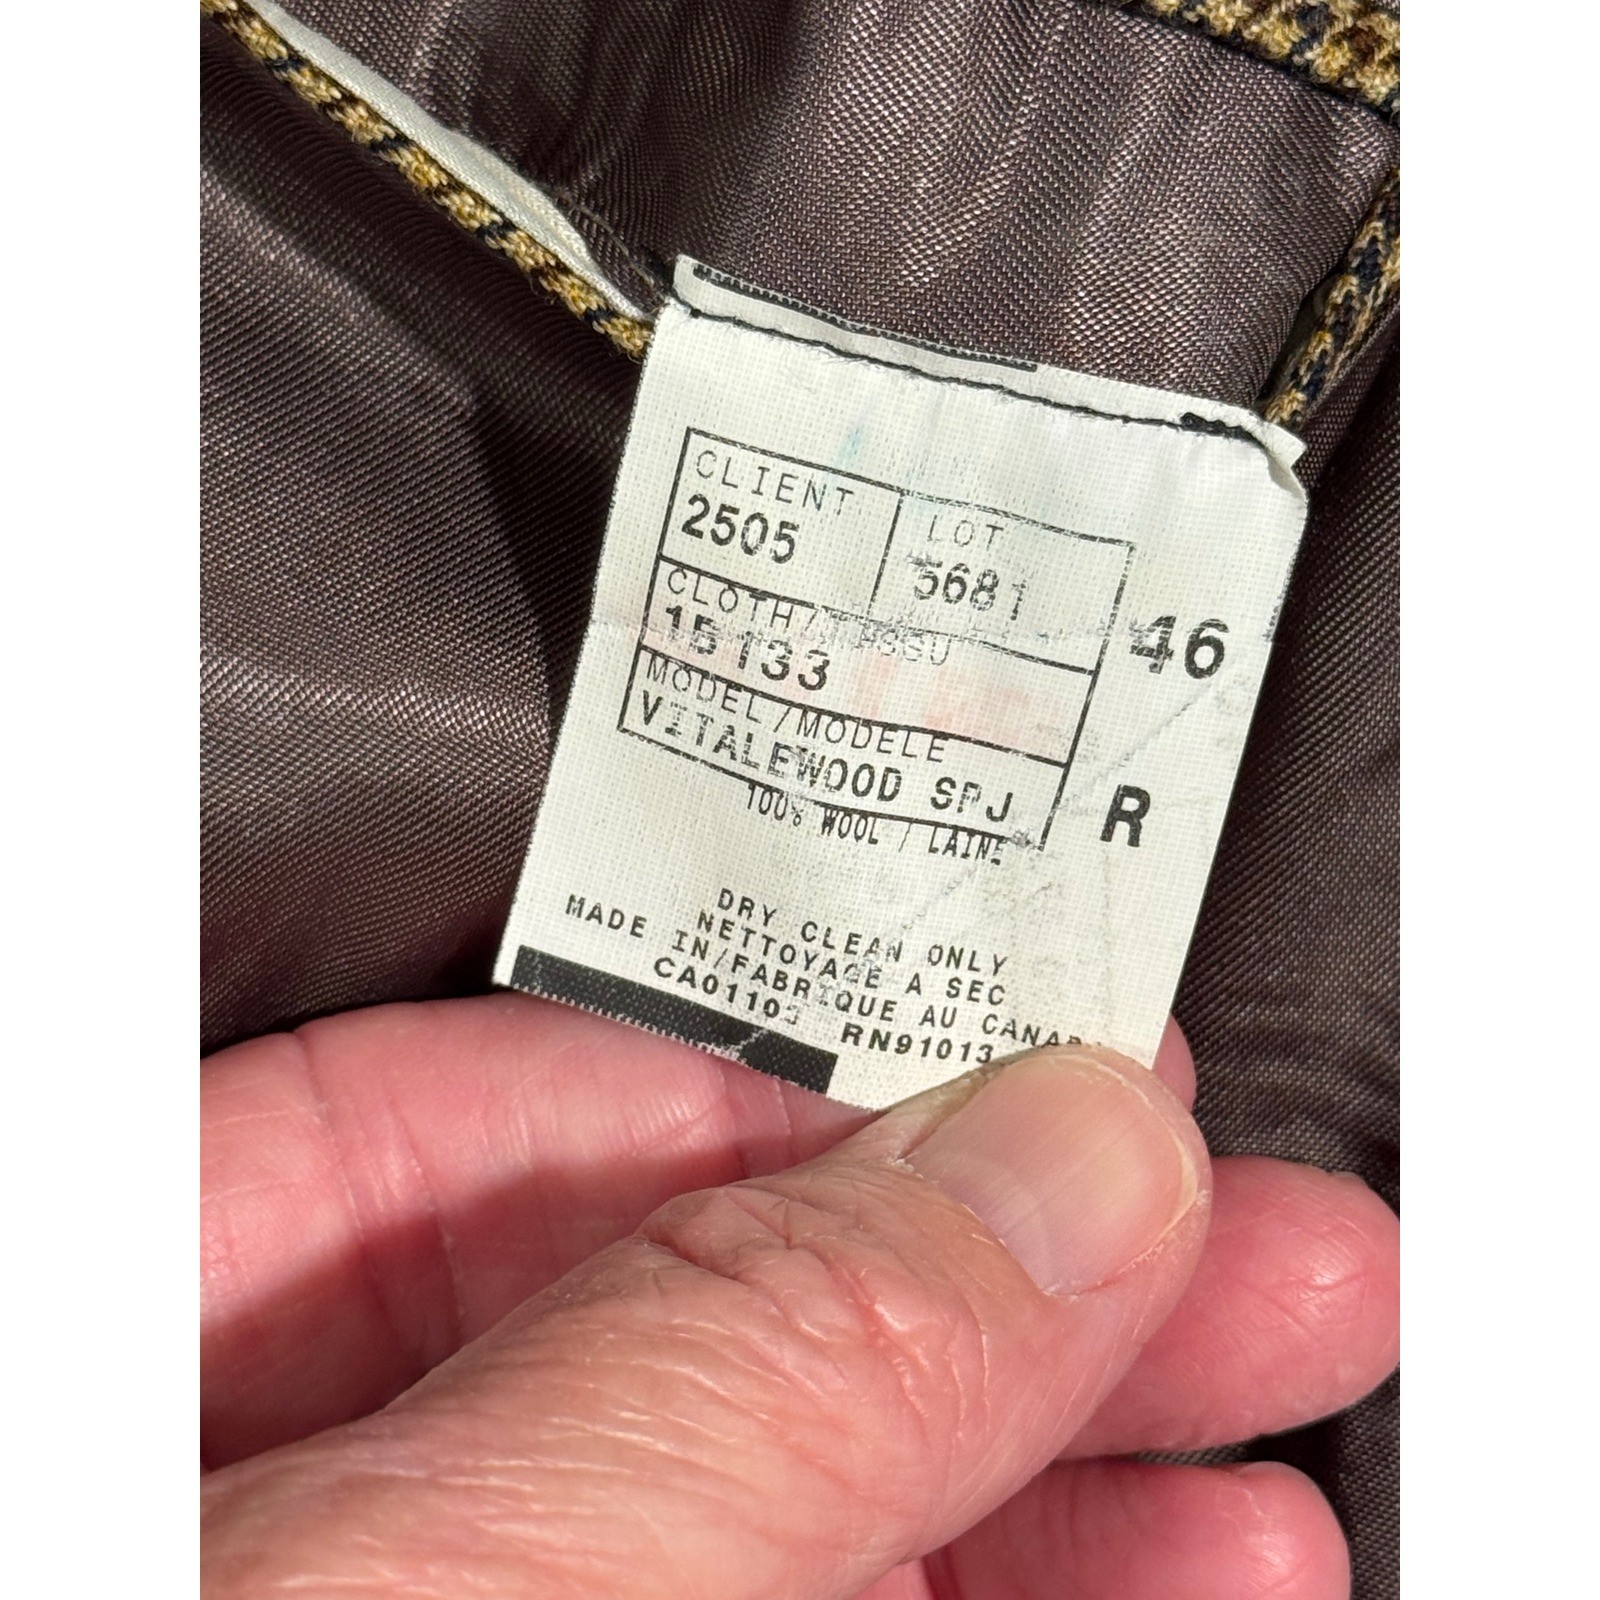 CLIENT
2505
LOT
5681
CLOTH/TISSU
15133
MODEL/MODELE
VITALEWOOD SPJ
46
R
100% WOOL / LAINE
DRY CLEAN ONLY
NETTOYAGE A SEC
MADE IN/FABRIQUE AU CANADA
RN91013